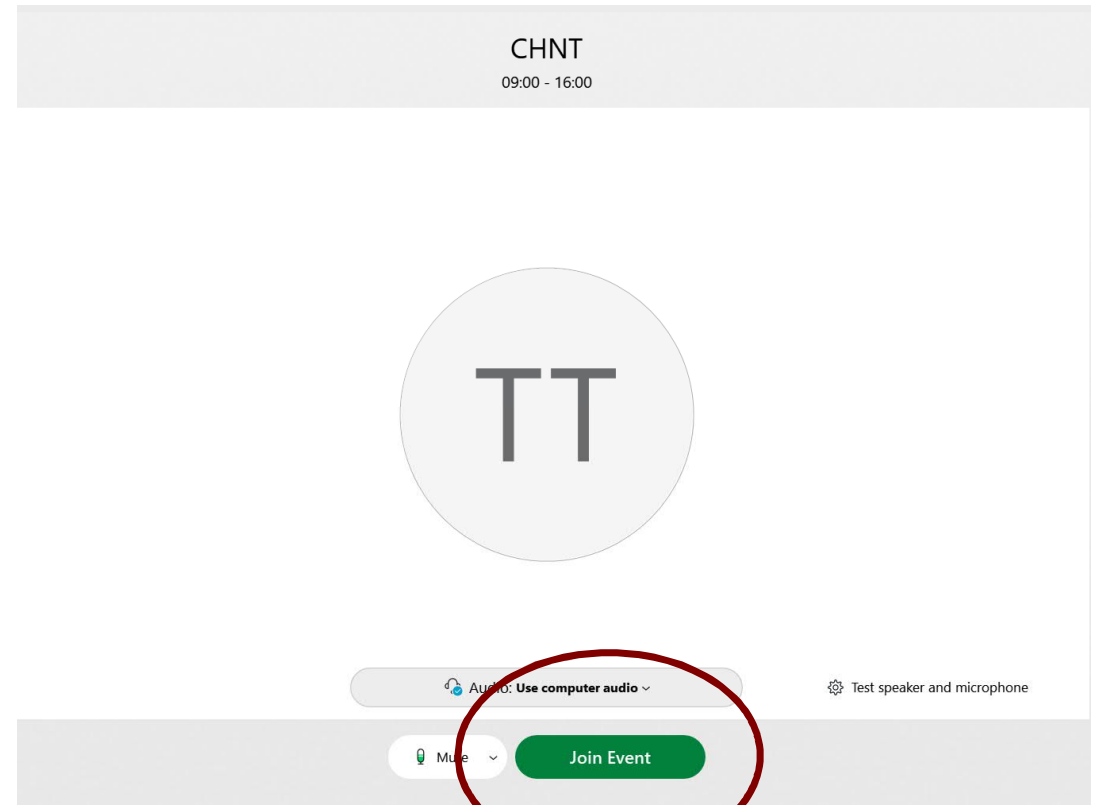 CHNT
09:00 - 16:00
TT
Audio: Use computer audio
Test speaker and microphone
Mute
Join Event